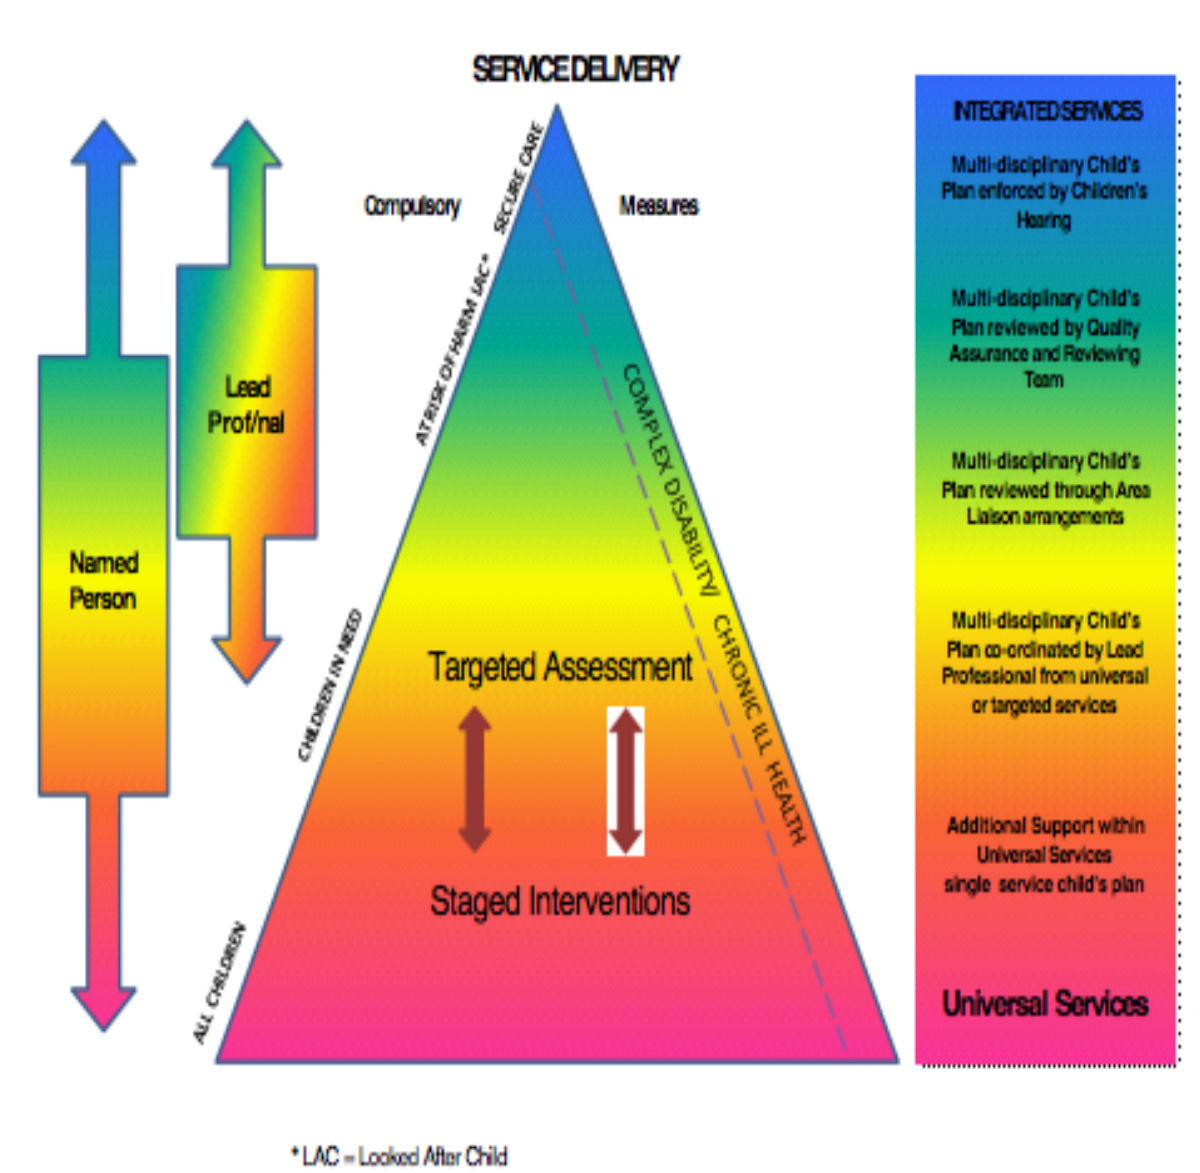 SERVICE DELIVERY
Compulsory
Measures
SECURE CARE
AT RISK OF HARM LAC*
CHILDREN IN NEED
ALL CHILDREN
Lead
Prof/nal
Named
Person
COMPLEX DISABILITY/ CHRONIC ILL HEALTH
Targeted Assessment
Staged Interventions
INTEGRATED SERVICES
Multi-disciplinary Child's
Plan enforced by Children's
Hearing
Multi-disciplinary Child's
Plan reviewed by Quality
Assurance and Reviewing
Team
Multi-disciplinary Child's
Plan reviewed through Area
Liaison arrangements
Multi-disciplinary Child's
Plan co-ordinated by Lead
Professional from universal
or targeted services
Additional Support within
Universal Services
single service child's plan
Universal Services
* LAC = Looked After Child